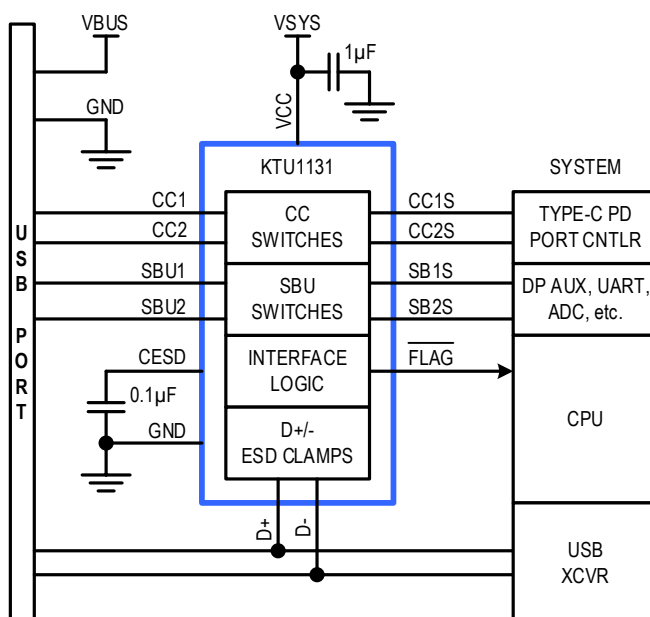 VBUS
VSYS
1µF
GND
VCC
KTU1131
SYSTEM
USB PORT
CC1
CC2
CC
SWITCHES
CC1S
CC2S
TYPE-C PD
PORT CNTLR
SBU1
SBU2
SBU
SWITCHES
SB1S
SB2S
DP AUX, UART,
ADC, etc.
CESD
0.1µF
GND
INTERFACE
LOGIC
FLAG
CPU
D+/-
ESD CLAMPS
D+
D-
USB
XCVR